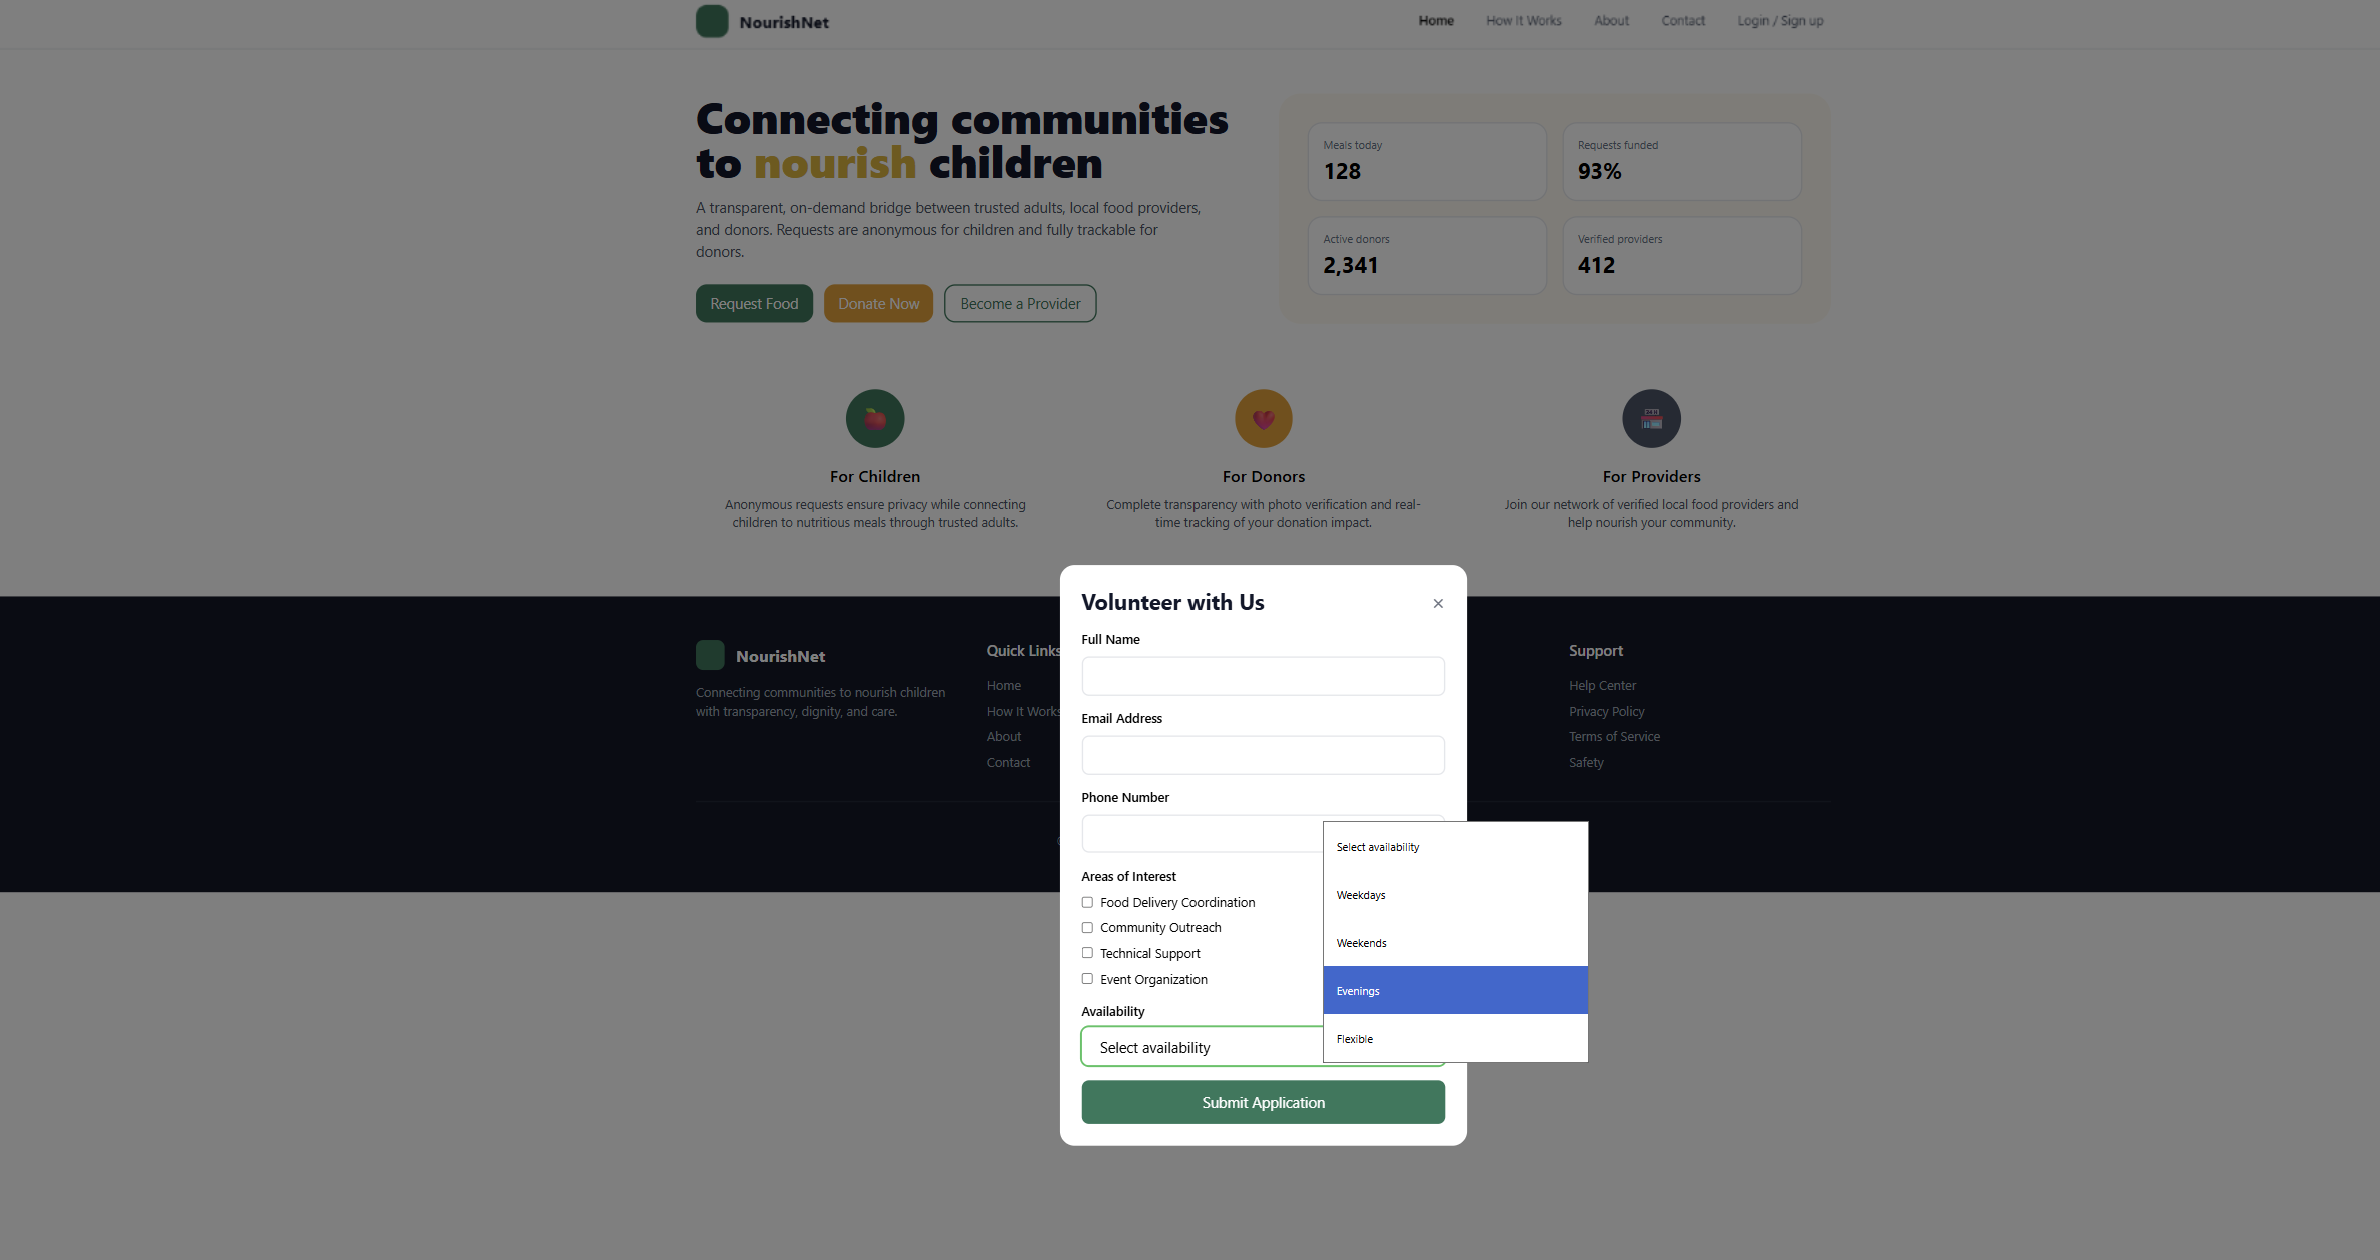 NourishNet
Home
How It Works
About
Contact
Login / Sign up
Connecting communities
to nourish children
A transparent, on-demand bridge between trusted adults, local food providers,
and donors. Requests are anonymous for children and fully trackable for
donors.
Request Food
Donate Now
Become a Provider
Meals today
128
Requests funded
93%
Active donors
2,341
Verified providers
412
For Children
Anonymous requests ensure privacy while connecting
children to nutritious meals through trusted adults.
For Donors
Complete transparency with photo verification and real-
time tracking of your donation impact.
For Providers
Join our network of verified local food providers and
help nourish your community.
NourishNet
Connecting communities to nourish children
with transparency, dignity, and care.
Quick Links
Home
How It Works
About
Contact
Support
Help Center
Privacy Policy
Terms of Service
Safety
Volunteer with Us
Full Name
Email Address
Phone Number
Areas of Interest
Food Delivery Coordination
Community Outreach
Technical Support
Event Organization
Availability
Select availability
Select availability
Weekdays
Weekends
Evenings
Flexible
Submit Application